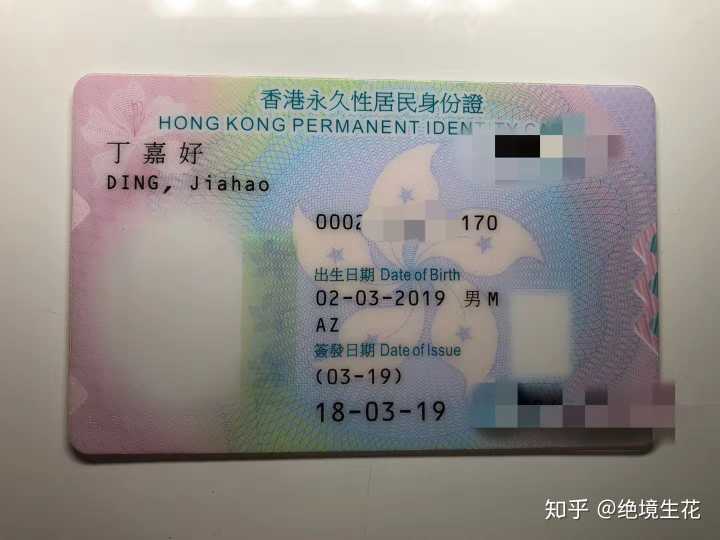 香港永久性居民身份證
HONG KONG PERMANENT IDENTITY
丁嘉好
DING, Jiahao
0002 170
出生日期 Date of Birth
02-03-2019 男 M
AZ
簽發日期 Date of Issue
(03-19)
18-03-19
知乎 @绝境生花